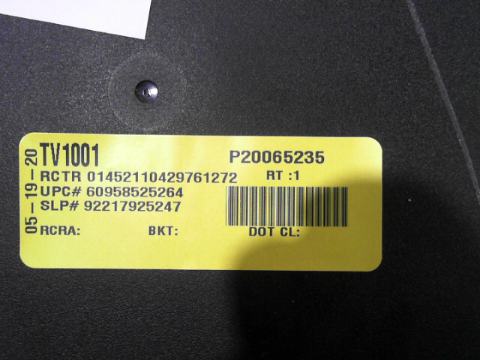 05-19-20
TV1001 P20065235
RCTR 01452110429761272 RT :1
UPC# 60958525264
SLP# 92217925247
RCRA: BKT: DOT CL: